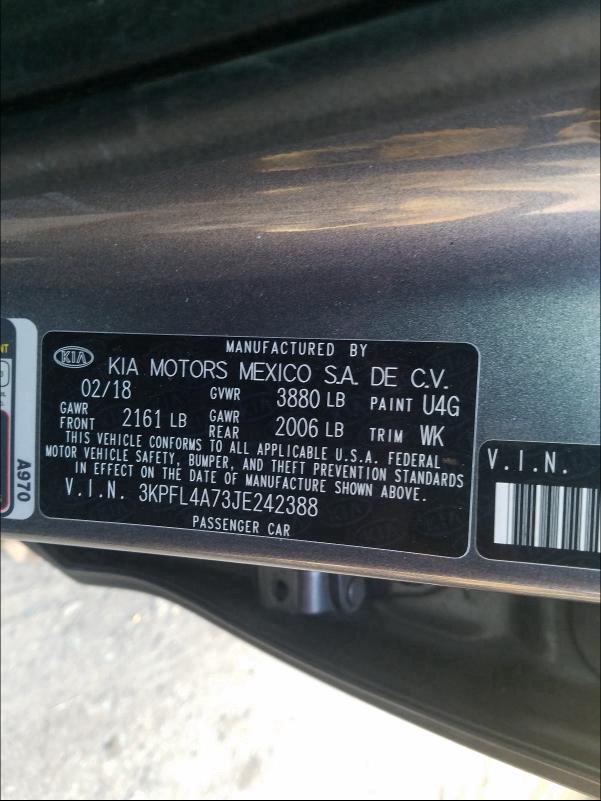 MANUFACTURED BY
KIA
KIA MOTORS MEXICO S.A. DE C.V.
02/18 GVWR 3880 LB PAINT U4G
GAWR FRONT 2161 LB GAWR REAR 2006 LB TRIM WK
THIS VEHICLE CONFORMS TO ALL APPLICABLE U.S.A. FEDERAL
MOTOR VEHICLE SAFETY, BUMPER, AND THEFT PREVENTION STANDARDS
IN EFFECT ON THE DATE OF MANUFACTURE SHOWN ABOVE.
V.I.N. 3KPFL4A73JE242388
PASSENGER CAR
A970
V.I.N.